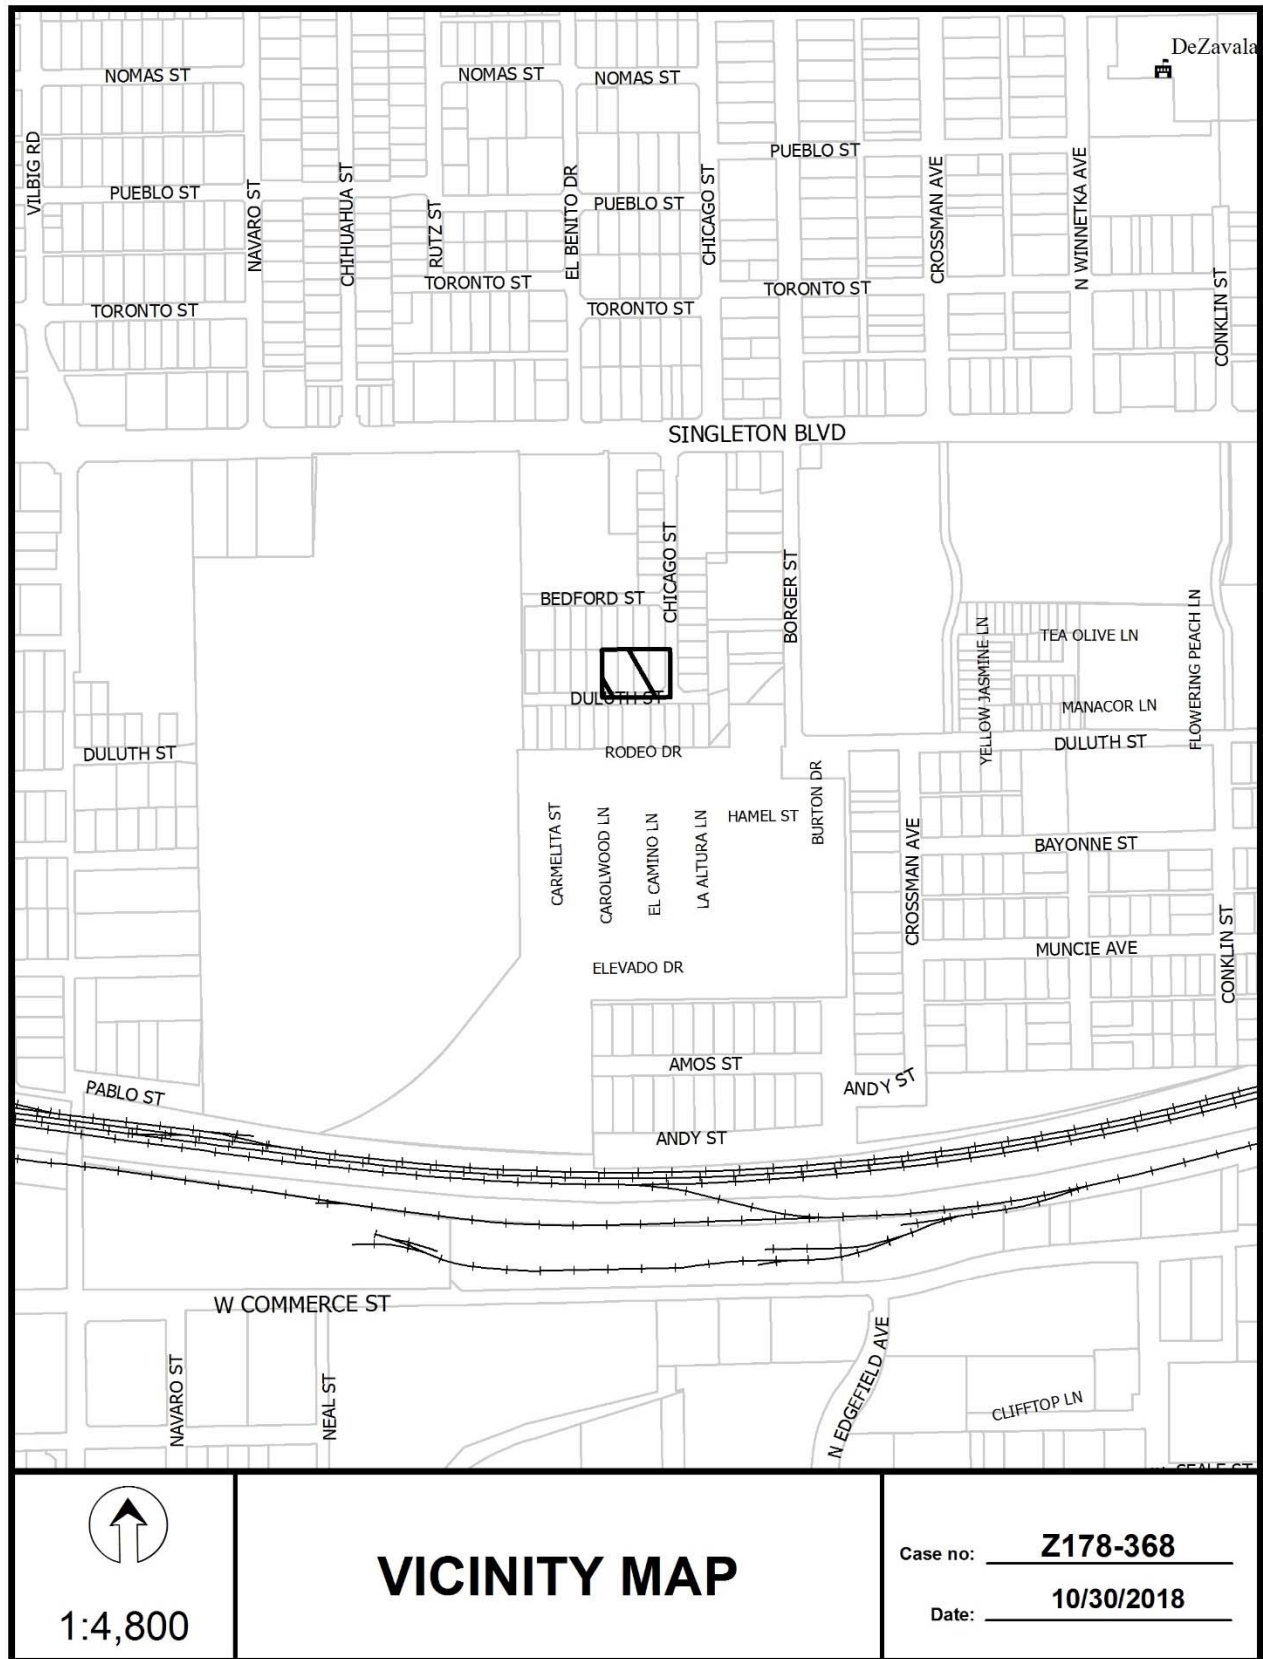 DeZavala
NOMAS ST
NOMAS ST
NOMAS ST
VILBIG RD
PUEBLO ST
PUEBLO ST
PUEBLO ST
NAVARO ST
CHIHUAHUA ST
RUTZ ST
EL BENITO DR
CHICAGO ST
CROSSMAN AVE
N WINNETKA AVE
CONKLIN ST
TORONTO ST
TORONTO ST
TORONTO ST
TORONTO ST
SINGLETON BLVD
CHICAGO ST
BORGER ST
BEDFORD ST
DULUTH ST
YELLOW JASMINE LN
TEA OLIVE LN
MANACOR LN
FLOWERING PEACH LN
DULUTH ST
DULUTH ST
RODEO DR
CARMELITA ST
CAROLWOOD LN
EL CAMINO LN
LA ALTURA LN
HAMEL ST
BURTON DR
CROSSMAN AVE
BAYONNE ST
MUNCIE AVE
CONKLIN ST
ELEVADO DR
AMOS ST
ANDY ST
PABLO ST
ANDY ST
W COMMERCE ST
NAVARO ST
NEAL ST
N EDGEFIELD AVE
CLIFFTOP LN
1:4,800
VICINITY MAP
Case no: Z178-368
Date: 10/30/2018